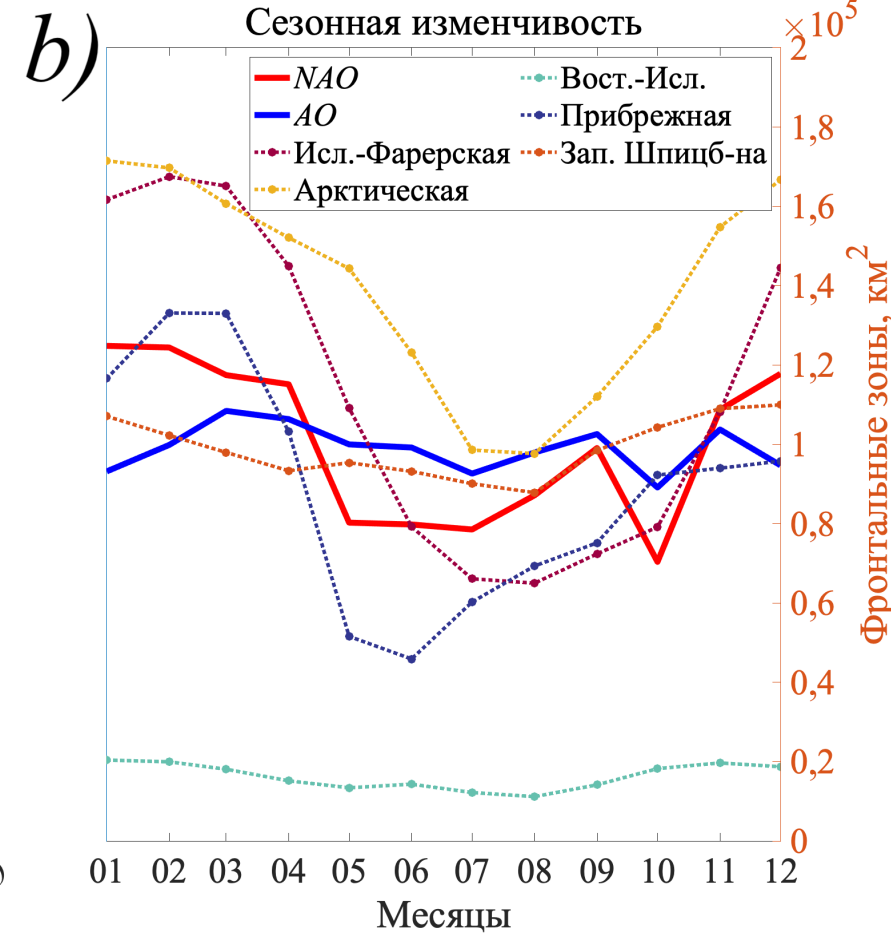 b)
Сезонная изменчивость
×10^5
NAO
AO
Исл.-Фарерская
Арктическая
Вост.-Исл.
Прибрежная
Зап. Шпицб-на
2
1,8
1,6
1,4
1,2
1
0,8
0,6
0,4
0,2
0
Фронтальные зоны, км²
01 02 03 04 05 06 07 08 09 10 11 12
Месяцы
)